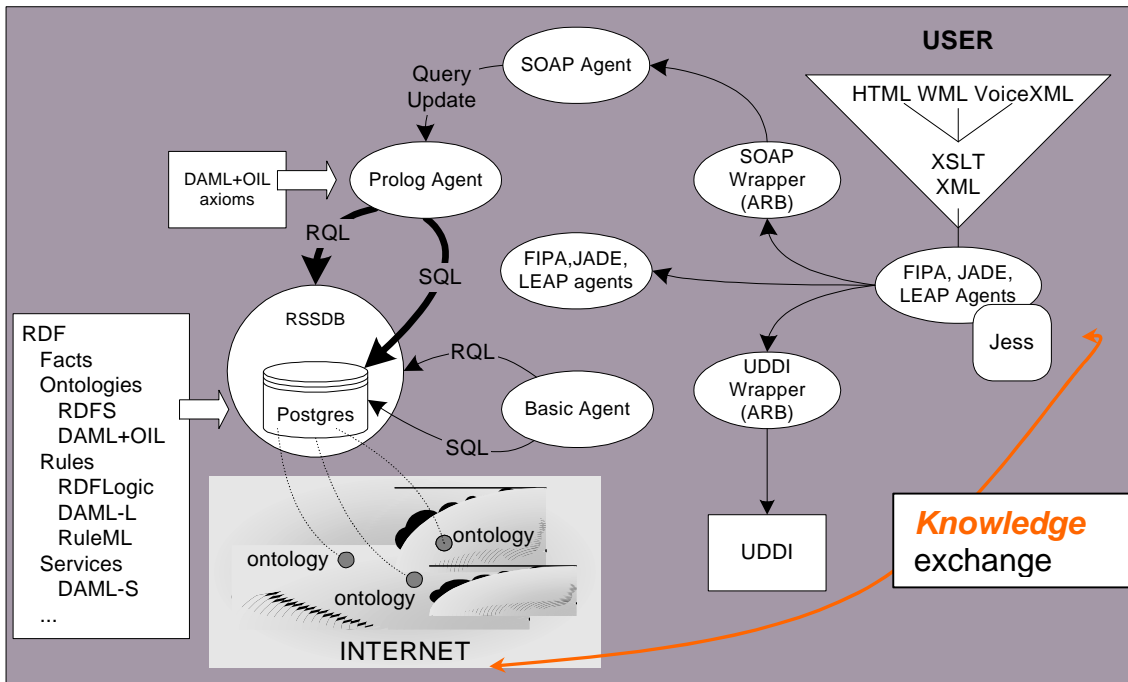 USER
HTML WML VoiceXML
XSLT
XML
SOAP Agent
Query
Update
SOAP
Wrapper
(ARB)
DAML+OIL
axioms
Prolog Agent
RQL
SQL
FIPA,JADE,
LEAP agents
FIPA, JADE,
LEAP Agents
Jess
RSSDB
Postgres
RQL
SQL
Basic Agent
UDDI
Wrapper
(ARB)
UDDI
RDF
Facts
Ontologies
RDFS
DAML+OIL
Rules
RDFLogic
DAML-L
RuleML
Services
DAML-S
...
ontology
ontology
ontology
INTERNET
Knowledge
exchange